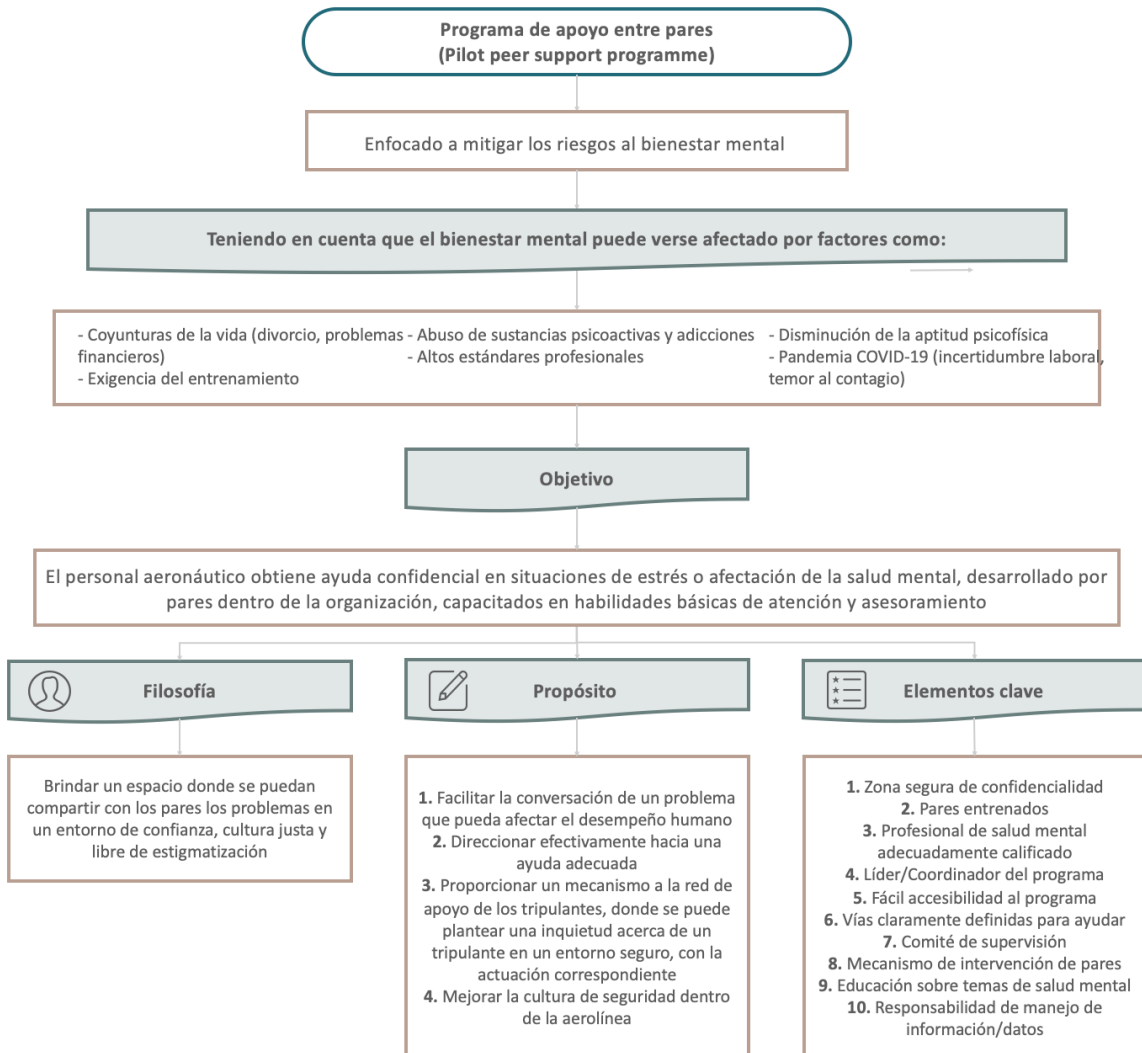 Programa de apoyo entre pares
(Pilot peer support programme)
Enfocado a mitigar los riesgos al bienestar mental
Teniendo en cuenta que el bienestar mental puede verse afectado por factores como:
- Coyunturas de la vida (divorcio, problemas
financieros)
- Exigencia del entrenamiento
- Abuso de sustancias psicoactivas y adicciones
- Altos estándares profesionales
- Disminución de la aptitud psicofísica
- Pandemia COVID-19 (incertidumbre laboral,
temor al contagio)
Objetivo
El personal aeronáutico obtiene ayuda confidencial en situaciones de estrés o afectación de la salud mental, desarrollado por
pares dentro de la organización, capacitados en habilidades básicas de atención y asesoramiento
Filosofía
Brindar un espacio donde se puedan
compartir con los pares los problemas en
un entorno de confianza, cultura justa y
libre de estigmatización
Propósito
1. Facilitar la conversación de un problema
que pueda afectar el desempeño humano
2. Direccionar efectivamente hacia una
ayuda adecuada
3. Proporcionar un mecanismo a la red de
apoyo de los tripulantes, donde se puede
plantear una inquietud acerca de un
tripulante en un entorno seguro, con la
actuación correspondiente
4. Mejorar la cultura de seguridad dentro
de la aerolínea
Elementos clave
1. Zona segura de confidencialidad
2. Pares entrenados
3. Profesional de salud mental
adecuadamente calificado
4. Líder/Coordinador del programa
5. Fácil accesibilidad al programa
6. Vías claramente definidas para ayudar
7. Comité de supervisión
8. Mecanismo de intervención de pares
9. Educación sobre temas de salud mental
10. Responsabilidad de manejo de
información/datos